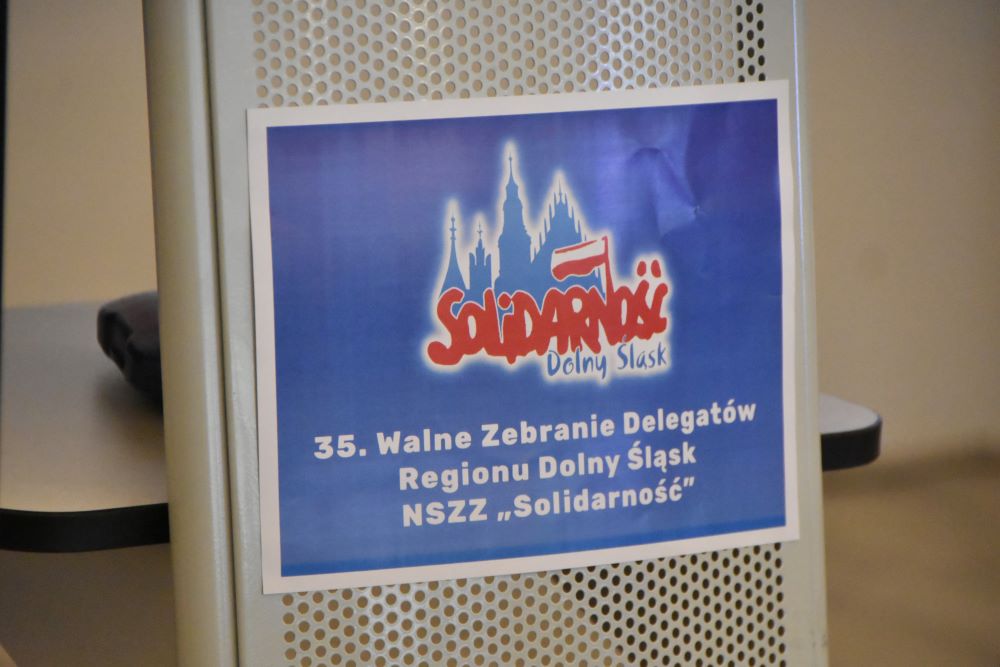 SOLIDARNOŚĆ
Dolny Śląsk
35. Walne Zebranie Delegatów
Regionu Dolny Śląsk
NSZZ „Solidarność”